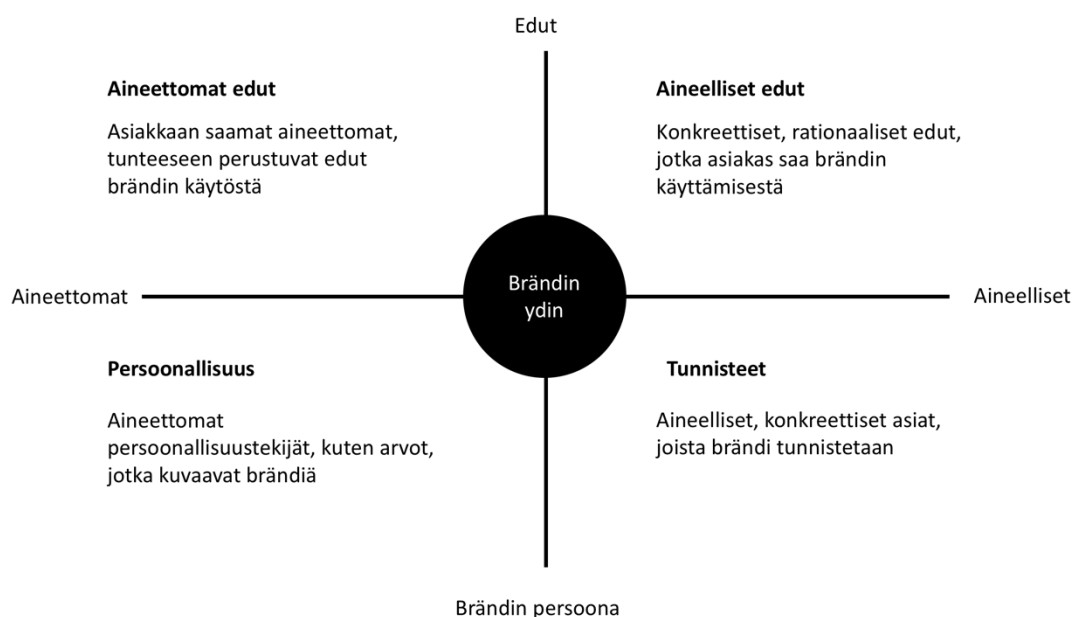 Edut
Aineettomat edut
Asiakkaan saamat aineettomat,
tunteeseen perustuvat edut
brändin käytöstä
Aineelliset edut
Konkreettiset, rationaaliset edut,
jotka asiakas saa brändin
käyttämisestä
Aineettomat
Brändin
ydin
Aineelliset
Persoonallisuus
Aineettomat
persoonallisuustekijät, kuten arvot,
jotka kuvaavat brändiä
Tunnisteet
Aineelliset, konkreettiset asiat,
joista brändi tunnistetaan
Brändin persoona